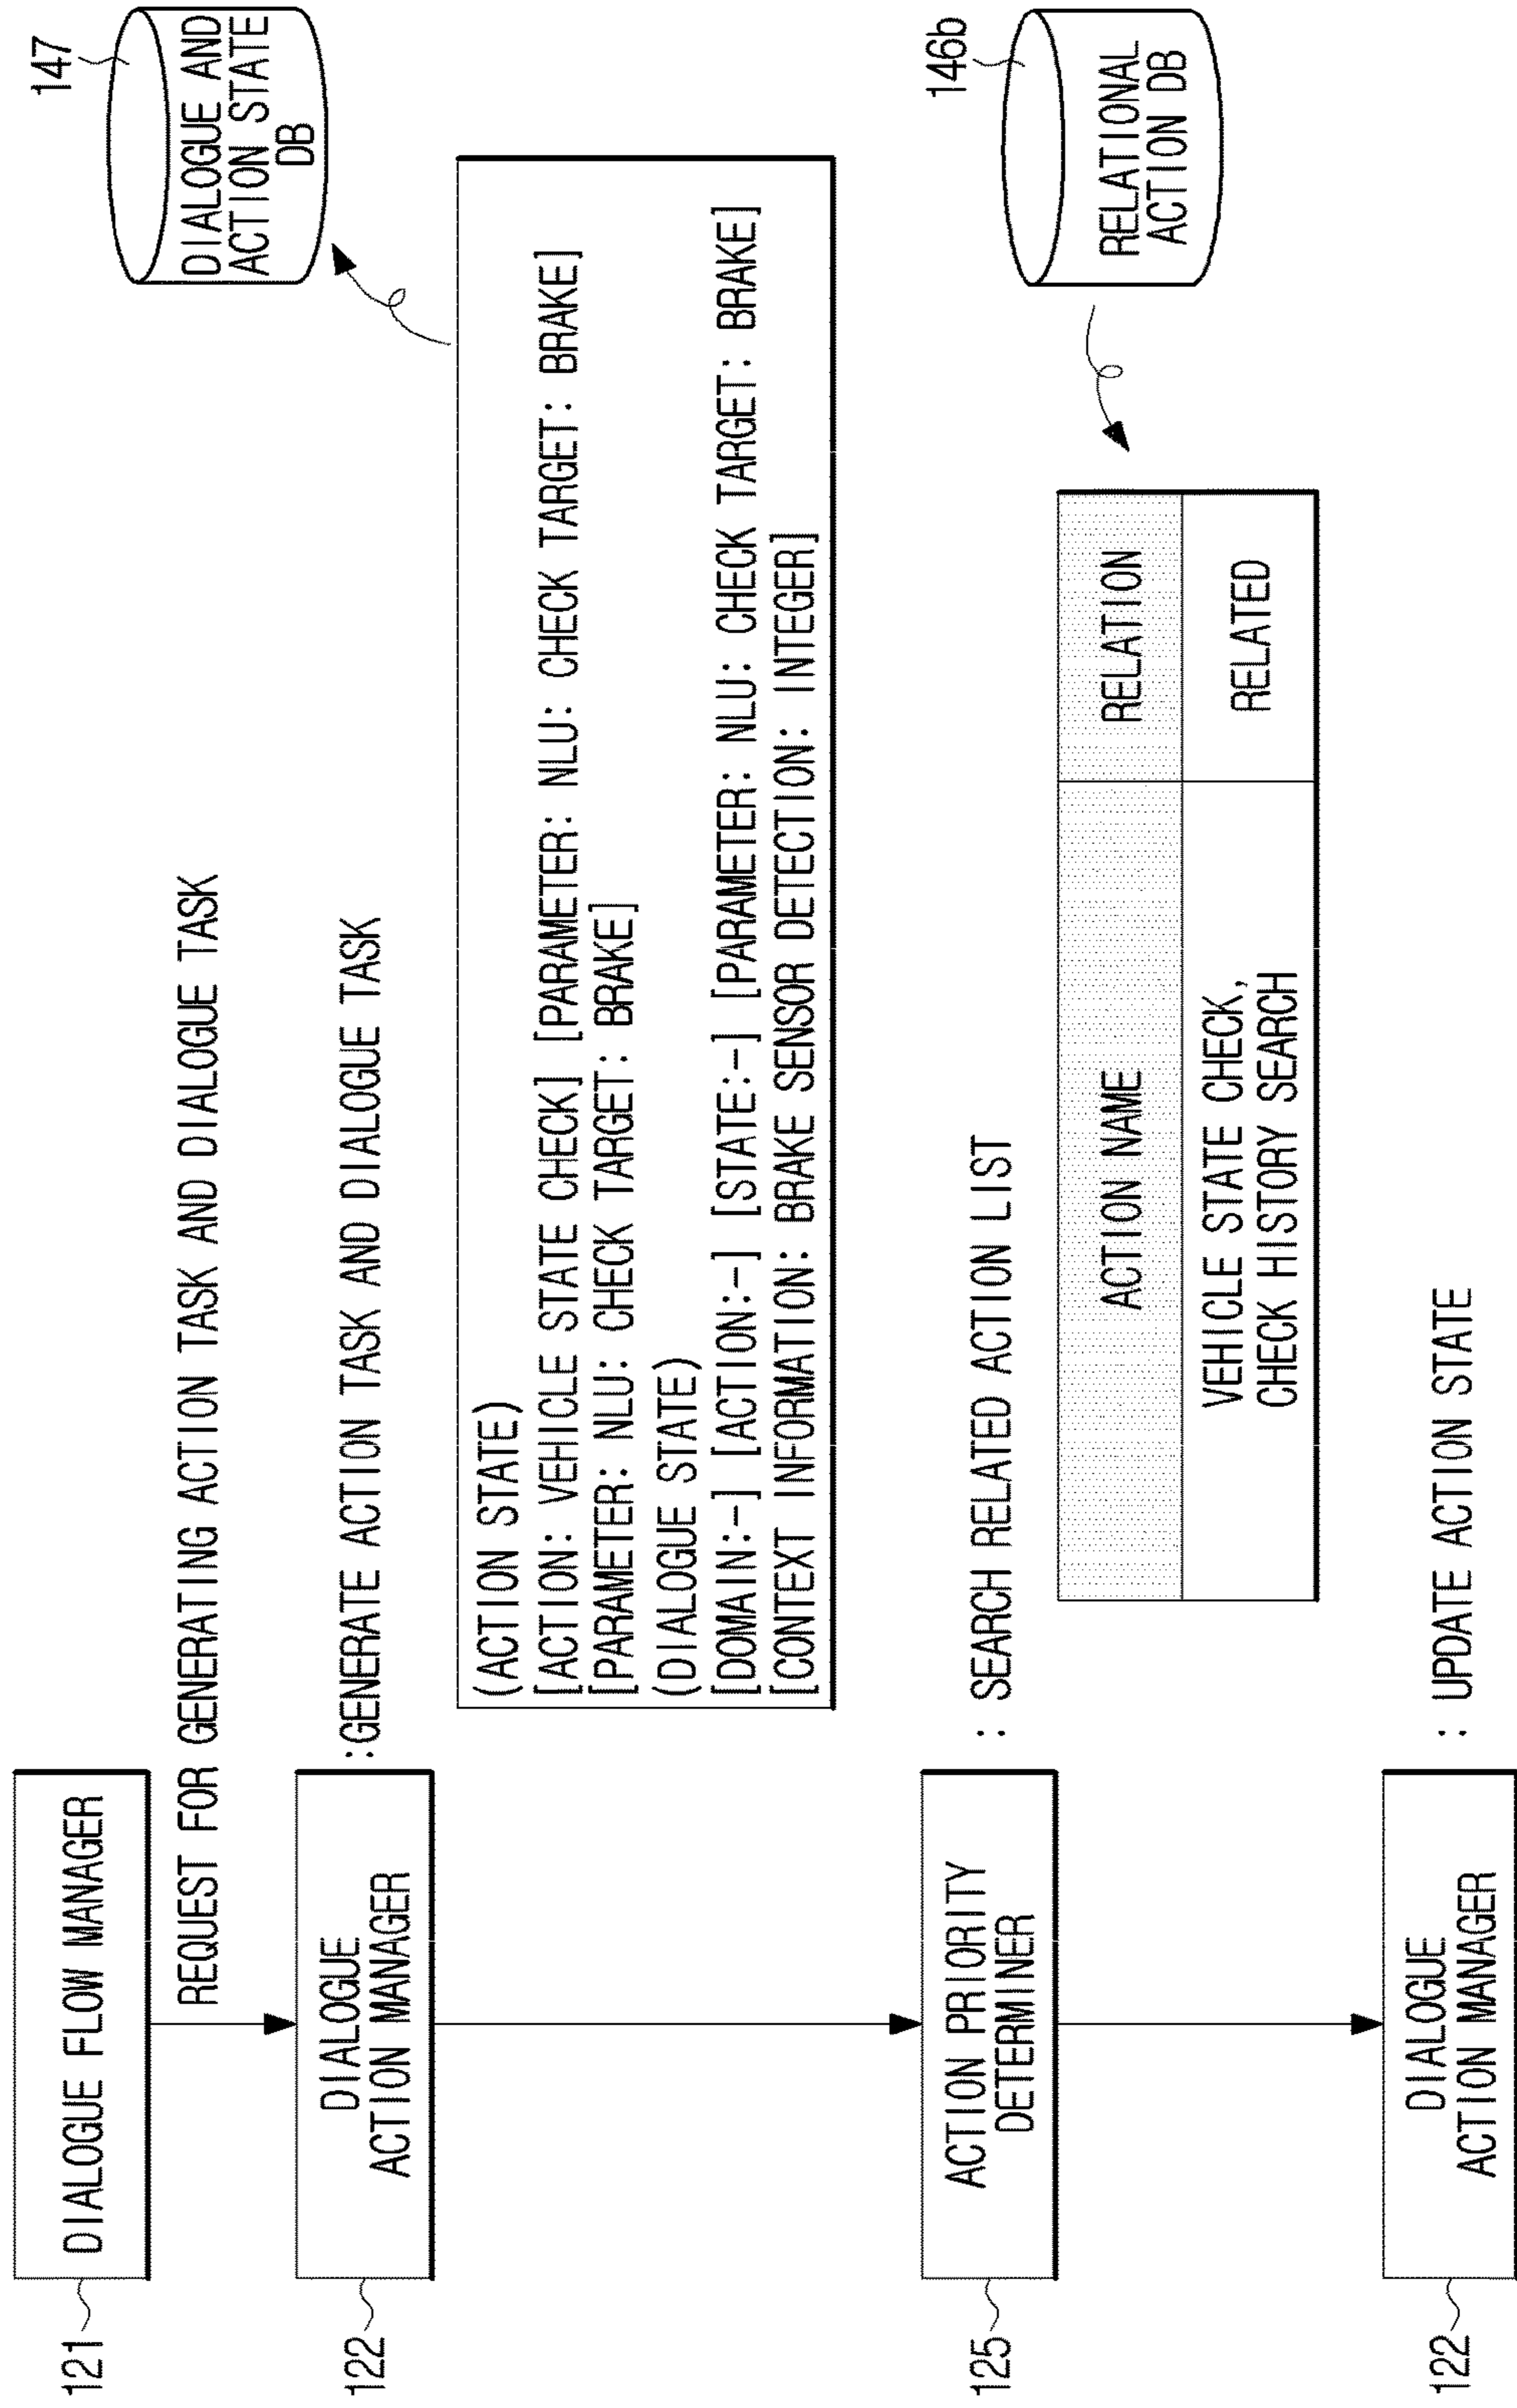 121
DIALOGUE FLOW MANAGER
REQUEST FOR GENERATING ACTION TASK AND DIALOGUE TASK
147
DIALOGUE AND
ACTION STATE
DB
122
DIALOGUE
ACTION MANAGER
:GENERATE ACTION TASK AND DIALOGUE TASK
(ACTION STATE)
[ACTION: VEHICLE STATE CHECK] [PARAMETER: NLU: CHECK TARGET: BRAKE]
[PARAMETER: NLU: CHECK TARGET: BRAKE]
(DIALOGUE STATE)
[DOMAIN:-] [ACTION:-] [STATE:-] [PARAMETER: NLU: CHECK TARGET: BRAKE]
[CONTEXT INFORMATION: BRAKE SENSOR DETECTION: INTEGER]
125
ACTION PRIORITY
DETERMINER
: SEARCH RELATED ACTION LIST
146b
RELATIONAL
ACTION DB
ACTION NAME
RELATION
VEHICLE STATE CHECK,
CHECK HISTORY SEARCH
RELATED
122
DIALOGUE
ACTION MANAGER
: UPDATE ACTION STATE